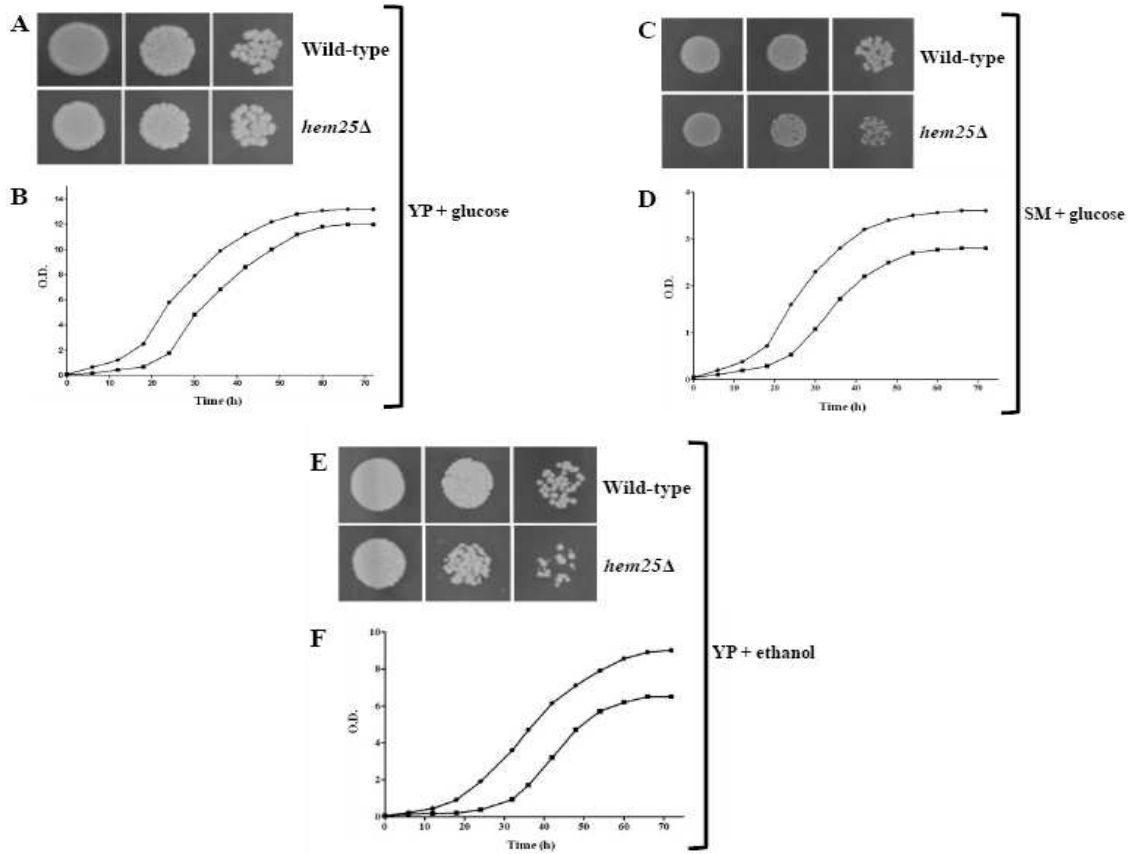 A
Wild-type
hem25Δ
B
14
12
10
8
6
4
2
0
O.D.
0 10 20 30 40 50 60 70
Time (h)
YP + glucose
C
Wild-type
hem25Δ
D
4
3
2
1
0
O.D.
0 10 20 30 40 50 60 70
Time (h)
SM + glucose
E
Wild-type
hem25Δ
F
10
8
6
4
2
0
O.D.
0 10 20 30 40 50 60 70
Time (h)
YP + ethanol